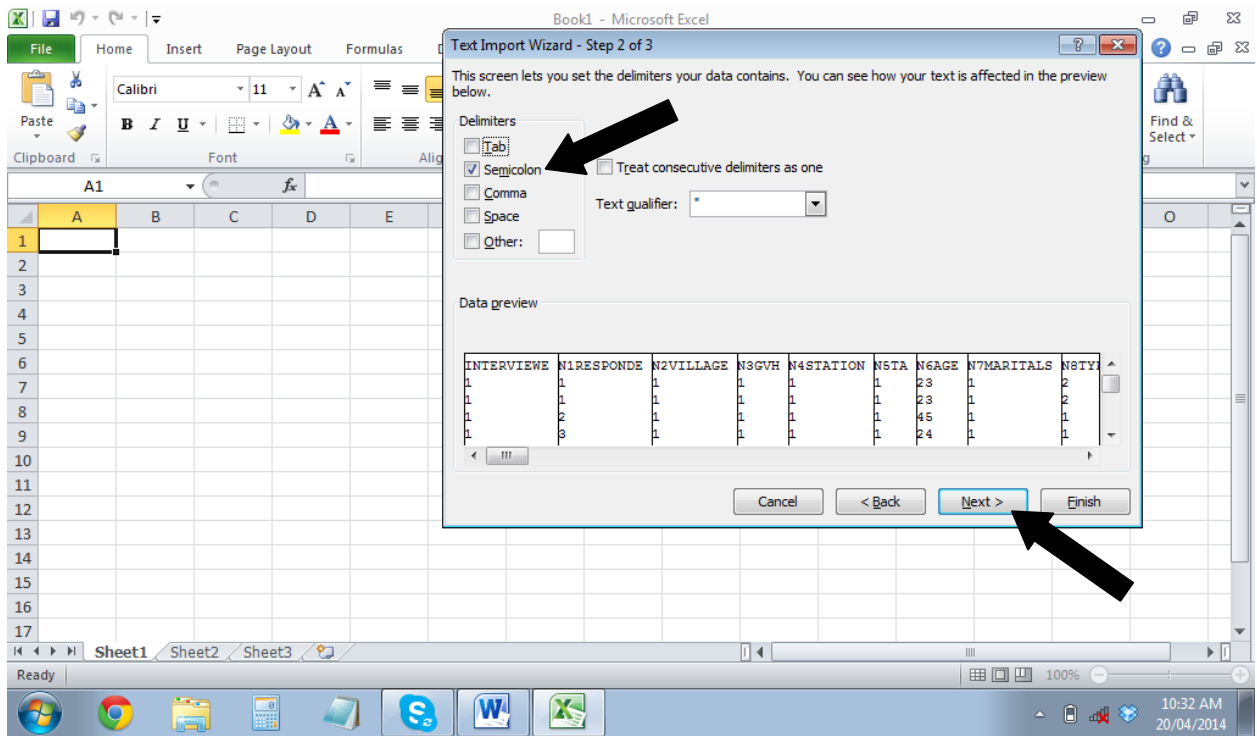 Book1 - Microsoft Excel
File Home Insert Page Layout Formulas
Text Import Wizard - Step 2 of 3
This screen lets you set the delimiters your data contains. You can see how your text is affected in the preview
below.
Paste
Clipboard
Calibri 11
B I U
Font
Find &
Select
Delimiters
Tab
Semicolon
Comma
Space
Other:
Treat consecutive delimiters as one
Text qualifier: "
A1 fx
A B C D E O
1
2
3
4
5
6
7
8
9
10
11
12
13
14
15
16
17
Data preview
INTERVIEWE N1RESPONDE N2VILLAGE N3GVH N4STATION N5TA N6AGE N7MARITALS
1 1 1 1 1 1 23 1 2
1 1 1 1 1 1 23 1 2
1 2 1 1 1 1 45 1 1
1 3 1 1 1 1 24 1 1
Cancel < Back Next > Finish
Sheet1 Sheet2 Sheet3
Ready 100%
10:32 AM
20/04/2014